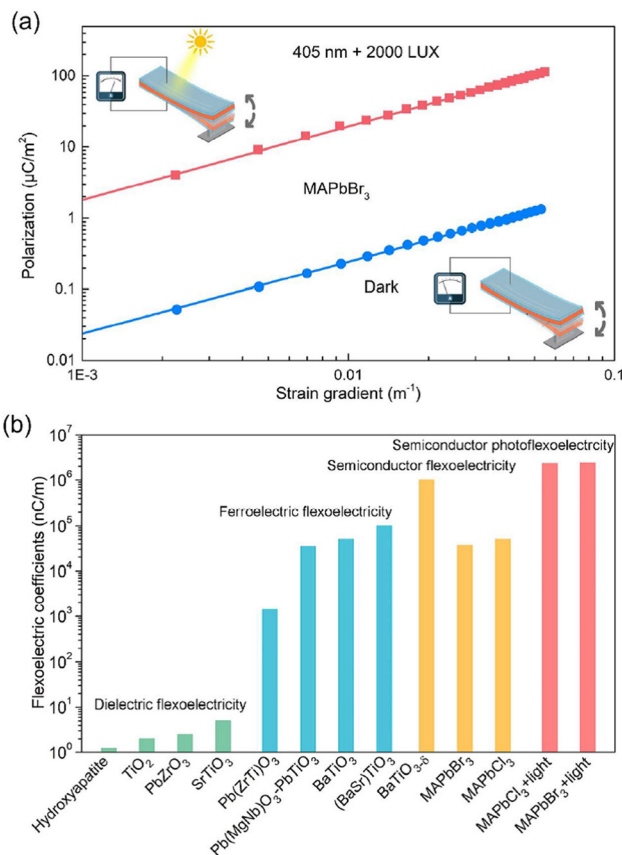 (a)
405 nm + 2000 LUX
MAPbBr₃
Dark
Polarization (μC/m²)
100
10
1
0.1
0.01
1E-3
0.01
0.1
Strain gradient (m⁻¹)
(b)
Flexoelectric coefficients (nC/m)
10⁷
10⁶
10⁵
10⁴
10³
10²
10¹
10⁰
Semiconductor photoflexoelectrcity
Semiconductor flexoelectricity
Ferroelectric flexoelectricity
Dielectric flexoelectricity
Hydroxyapatite
TiO₂
PbZrO₃
SrTiO₃
Pb(ZrTi)O₃
Pb(MgNb)O₃-PbTiO₃
BaTiO₃
(BaSr)TiO₃
BaTiO₃₋δ
MAPbBr₃
MAPbCl₃
MAPbCl₃+light
MAPbBr₃+light